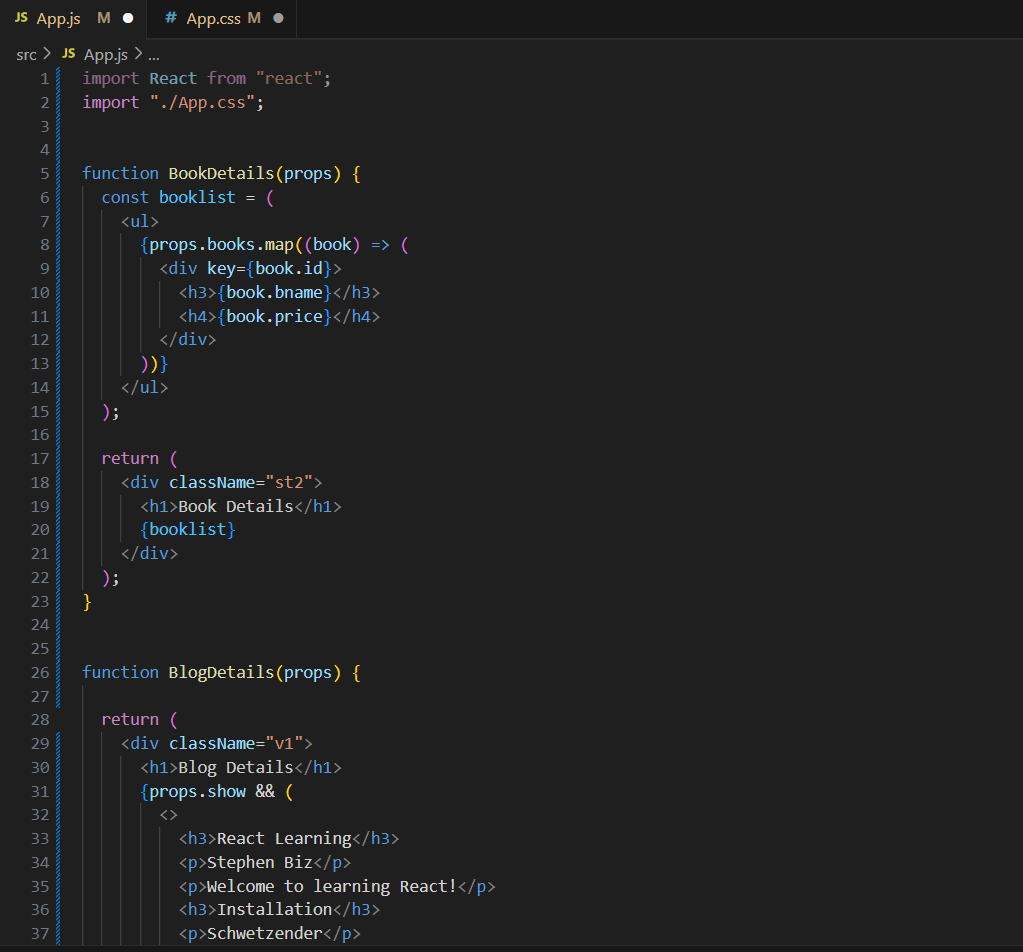 JS App.js M
# App.css M
src > JS App.js > ...
1 import React from "react";
2 import "./App.css";
3
4
5 function BookDetails(props) {
6   const booklist = (
7     <ul>
8       {props.books.map((book) => (
9         <div key={book.id}>
10           <h3>{book.bname}</h3>
11           <h4>{book.price}</h4>
12         </div>
13       ))}
14     </ul>
15   );
16
17   return (
18     <div className="st2">
19       <h1>Book Details</h1>
20       {booklist}
21     </div>
22   );
23 }
24
25
26 function BlogDetails(props) {
27
28   return (
29     <div className="v1">
30       <h1>Blog Details</h1>
31       {props.show && (
32         <>
33           <h3>React Learning</h3>
34           <p>Stephen Biz</p>
35           <p>Welcome to learning React!</p>
36           <h3>Installation</h3>
37           <p>Schwetzender</p>